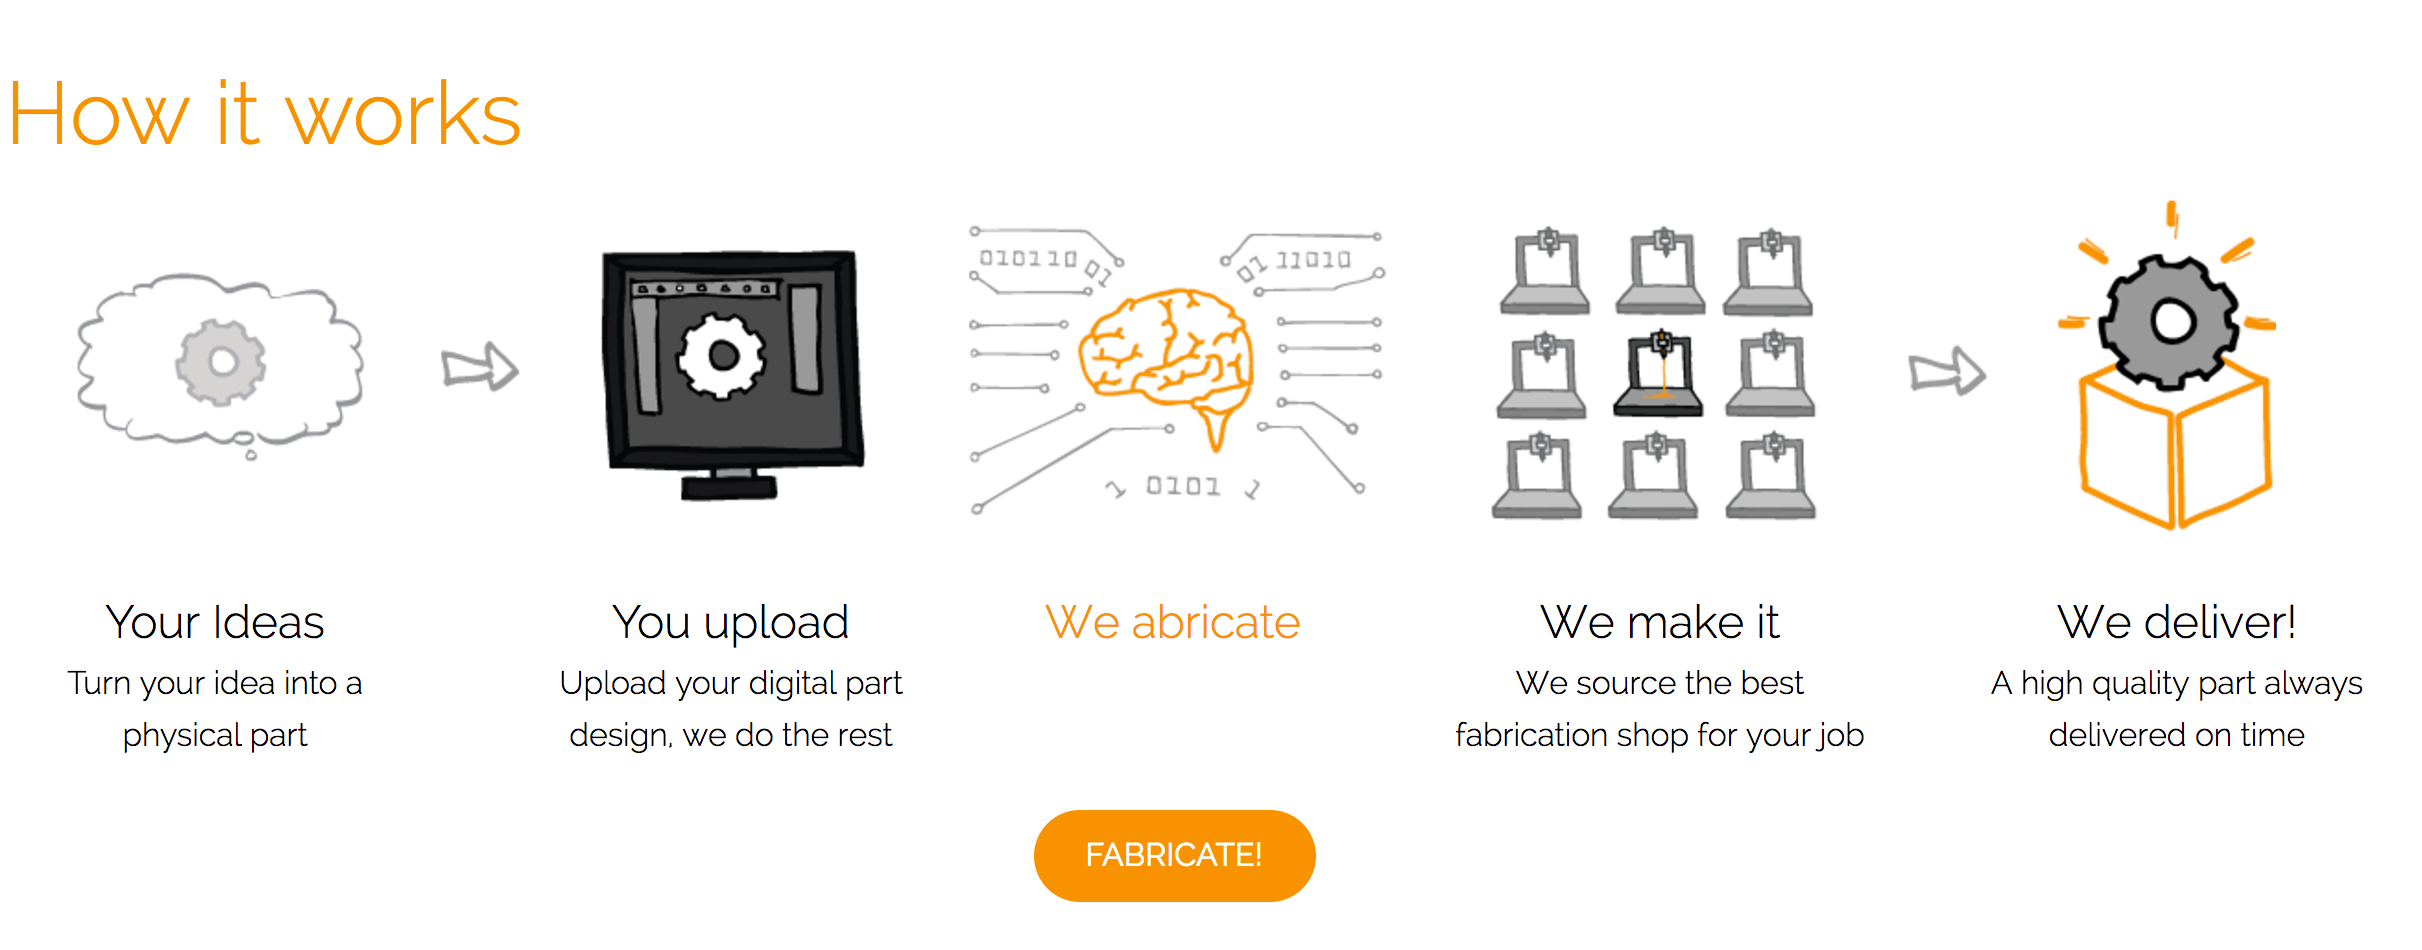 How it works
010110 01
01 11010
1 0101 1
Your Ideas
Turn your idea into a
physical part
You upload
Upload your digital part
design, we do the rest
We abricate
We make it
We source the best
fabrication shop for your job
We deliver!
A high quality part always
delivered on time
FABRICATE!